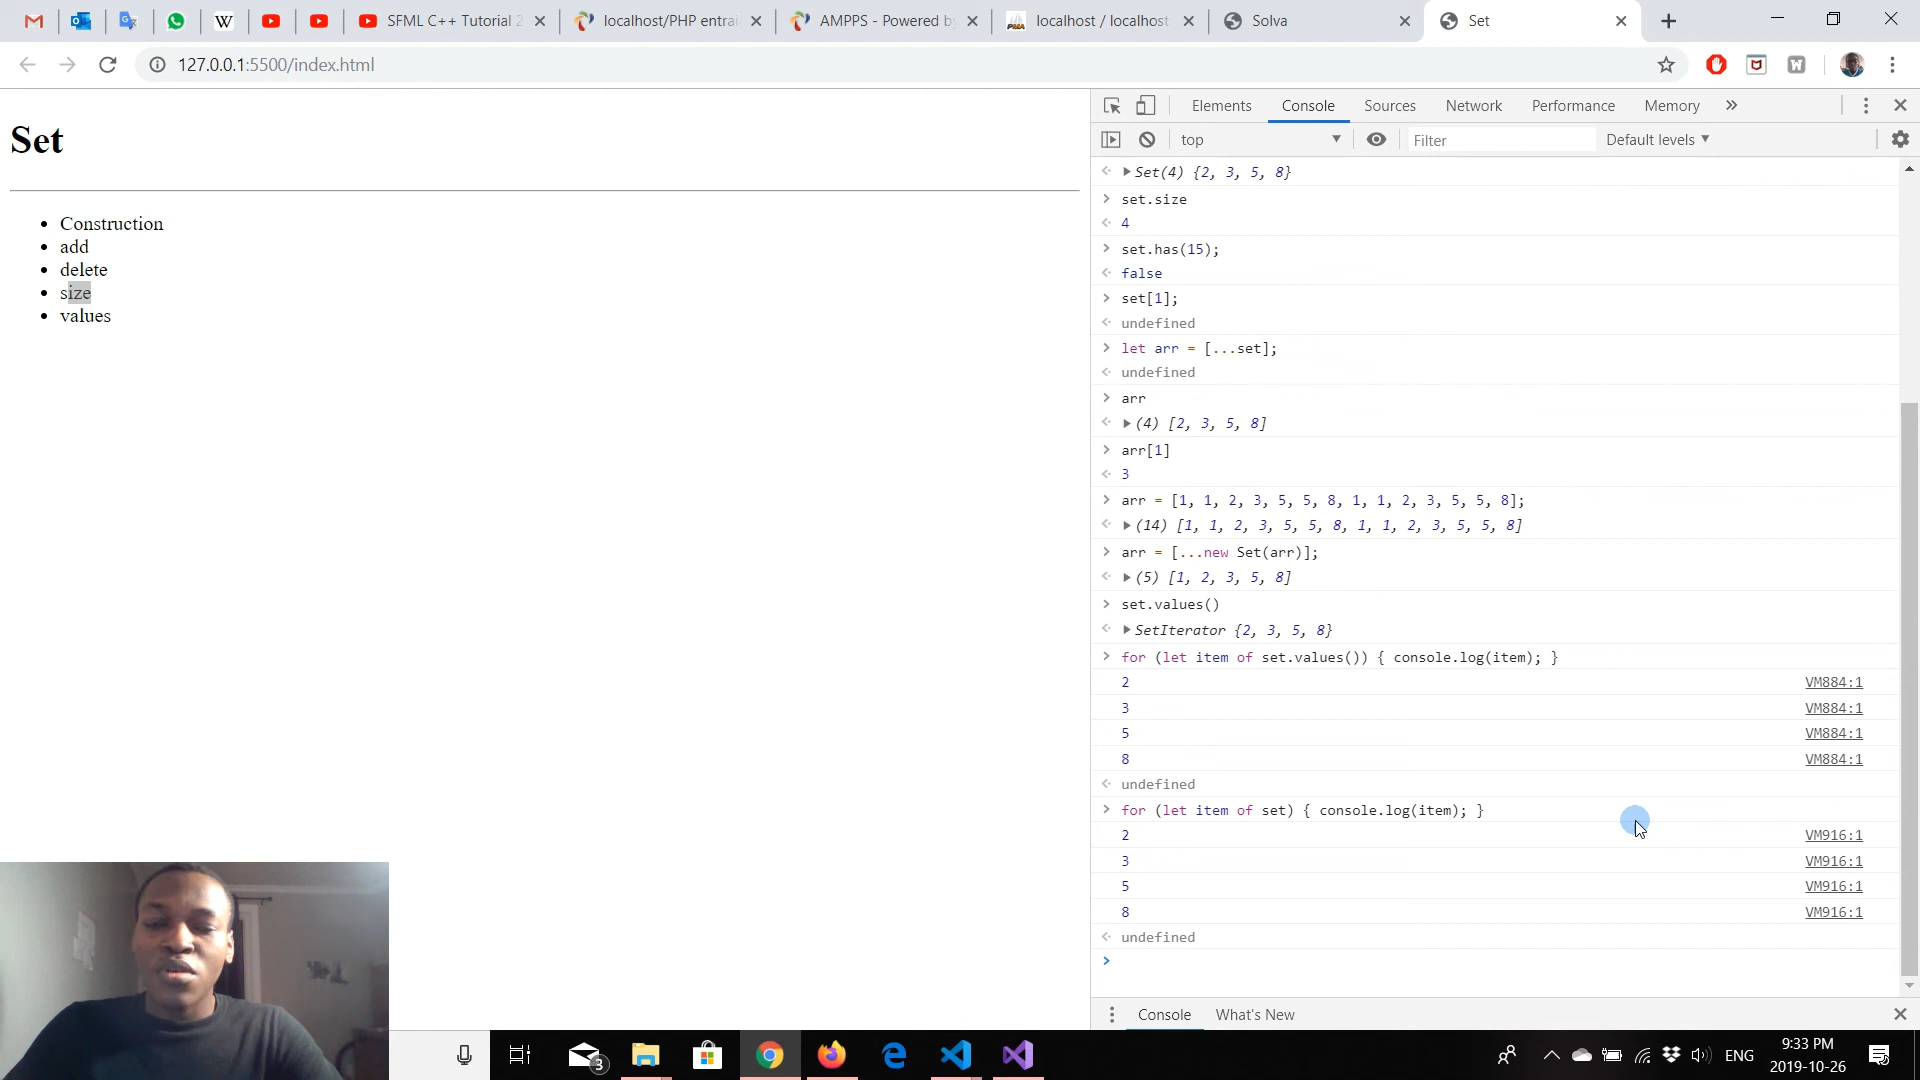 SFML C++ Tutorial 2
localhost/PHP entrai
AMPPS - Powered by
localhost / localhost
Solva
Set
127.0.0.1:5500/index.html
Elements
Console
Sources
Network
Performance
Memory
top
Filter
Default levels
Set
Construction
add
delete
size
values
Set(4) {2, 3, 5, 8}
set.size
4
set.has(15);
false
set[1];
undefined
let arr = [...set];
undefined
arr
(4) [2, 3, 5, 8]
arr[1]
3
arr = [1, 1, 2, 3, 5, 5, 8, 1, 1, 2, 3, 5, 5, 8];
(14) [1, 1, 2, 3, 5, 5, 8, 1, 1, 2, 3, 5, 5, 8]
arr = [...new Set(arr)];
(5) [1, 2, 3, 5, 8]
set.values()
SetIterator {2, 3, 5, 8}
for (let item of set.values()) { console.log(item); }
2 VM884:1
3 VM884:1
5 VM884:1
8 VM884:1
undefined
for (let item of set) { console.log(item); }
2 VM916:1
3 VM916:1
5 VM916:1
8 VM916:1
undefined
Console
What's New
3
ENG
9:33 PM
2019-10-26